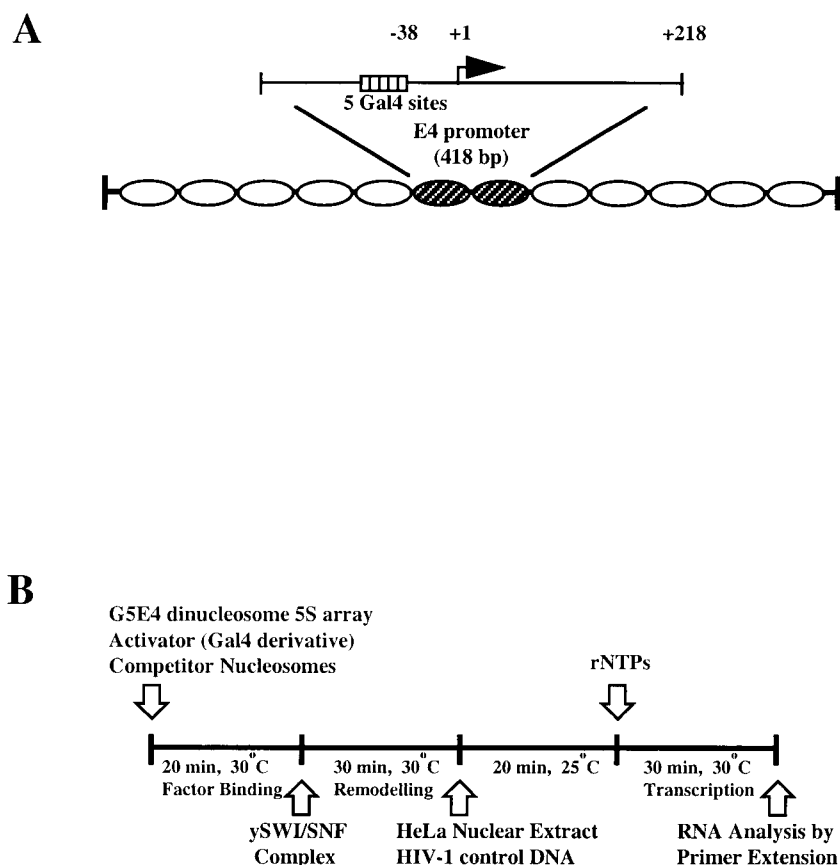 A
-38 +1 +218
5 Gal4 sites
E4 promoter
(418 bp)
B
G5E4 dinucleosome 5S array
Activator (Gal4 derivative)
Competitor Nucleosomes
rNTPs
20 min, 30°C
Factor Binding
30 min, 30°C
Remodelling
20 min, 25°C
30 min, 30°C
Transcription
ySWI/SNF
Complex
HeLa Nuclear Extract
HIV-1 control DNA
RNA Analysis by
Primer Extension